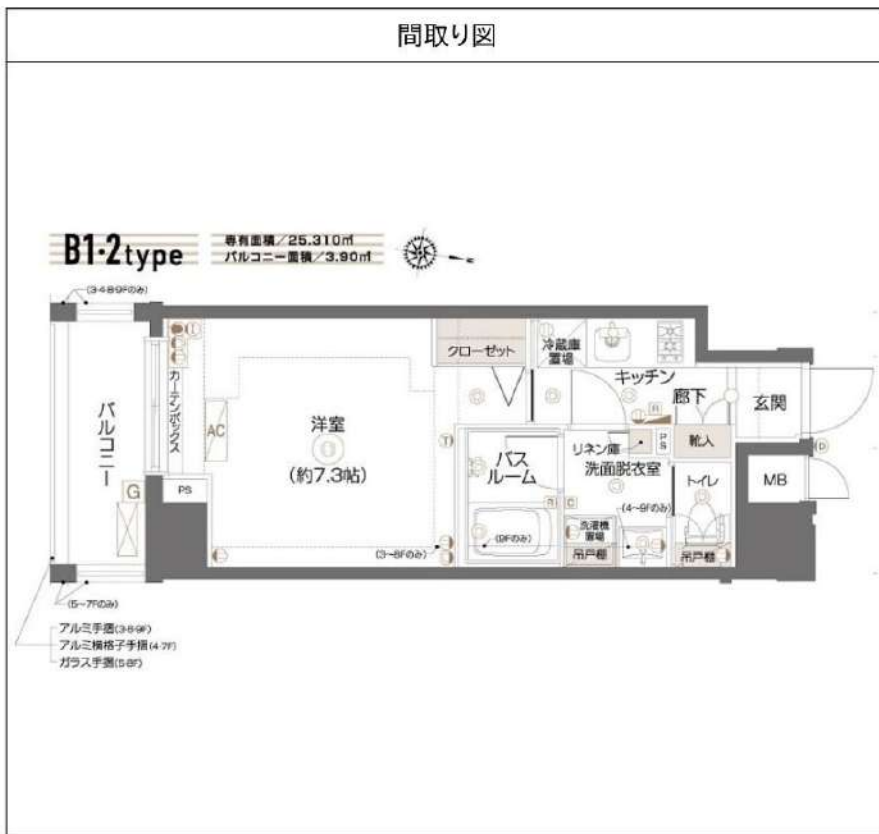 間取り図
B1・2type
専有面積／25.310㎡
バルコニー面積／3.90㎡
N
(3・4・8・9Fのみ)
バルコニー
カーテンボックス
AC
G
PS
洋室
(約7.3帖)
クローゼット
冷蔵庫
置場
キッチン
廊下
玄関
R
T
バス
ルーム
リネン庫
PS
靴入
洗面脱衣室
トイレ
MB
D
B
C
(4〜9Fのみ)
洗濯機
置場
(9Fのみ)
(3〜8Fのみ)
吊戸棚
吊戸棚
(5〜7Fのみ)
アルミ手摺(3・8・9F)
アルミ横格子手摺(4・7F)